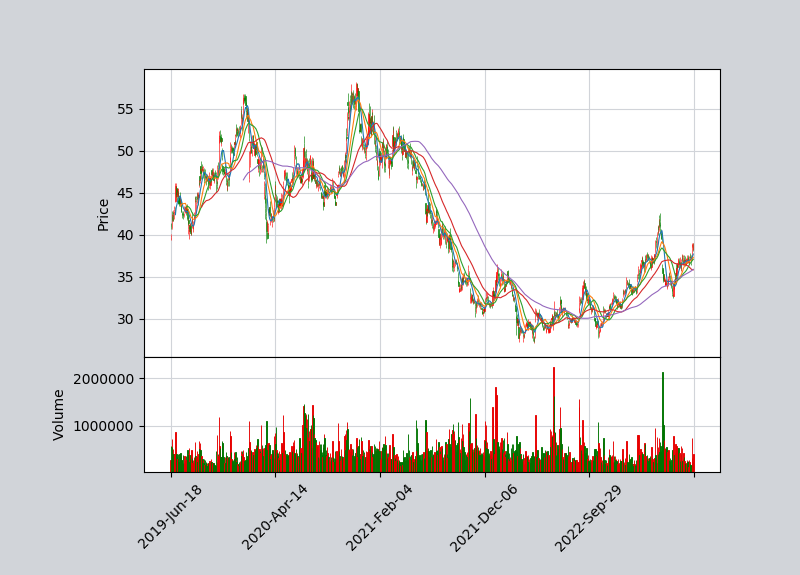 Price
55
50
45
40
35
30
Volume
2000000
1000000
2019-Jun-18
2020-Apr-14
2021-Feb-04
2021-Dec-06
2022-Sep-29